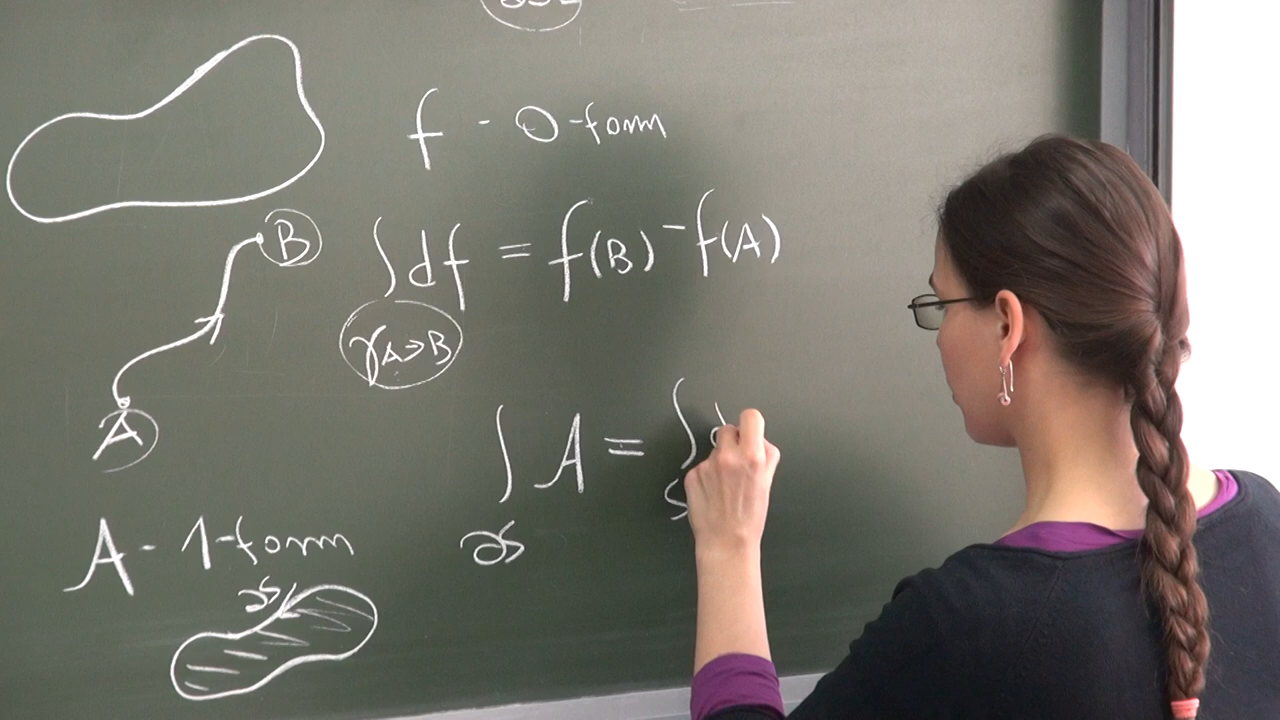 f - 0-form
B
∫df = f(B) - f(A)
γA→B
A
∫ A = ∫ d
∂S S
A - 1-form
∂S